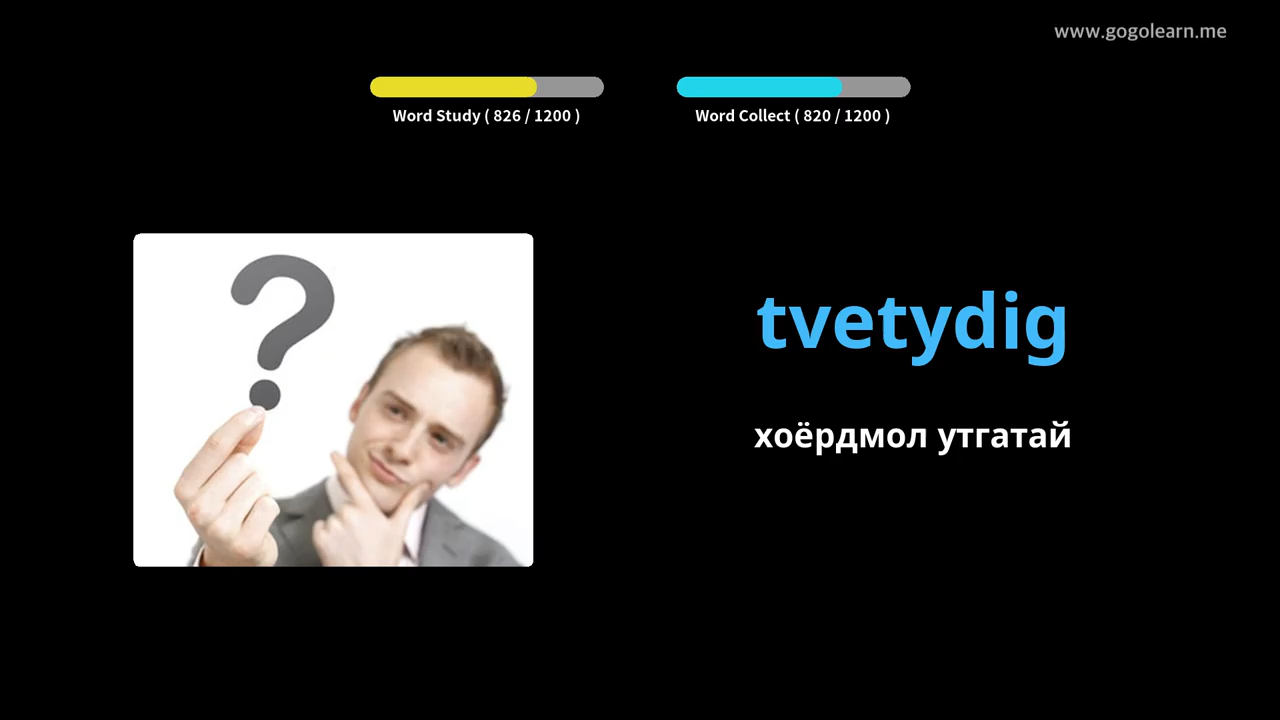 www.gogolearn.me
Word Study ( 826 / 1200 )
Word Collect ( 820 / 1200 )
tvetydig
хоёрдмол утгатай